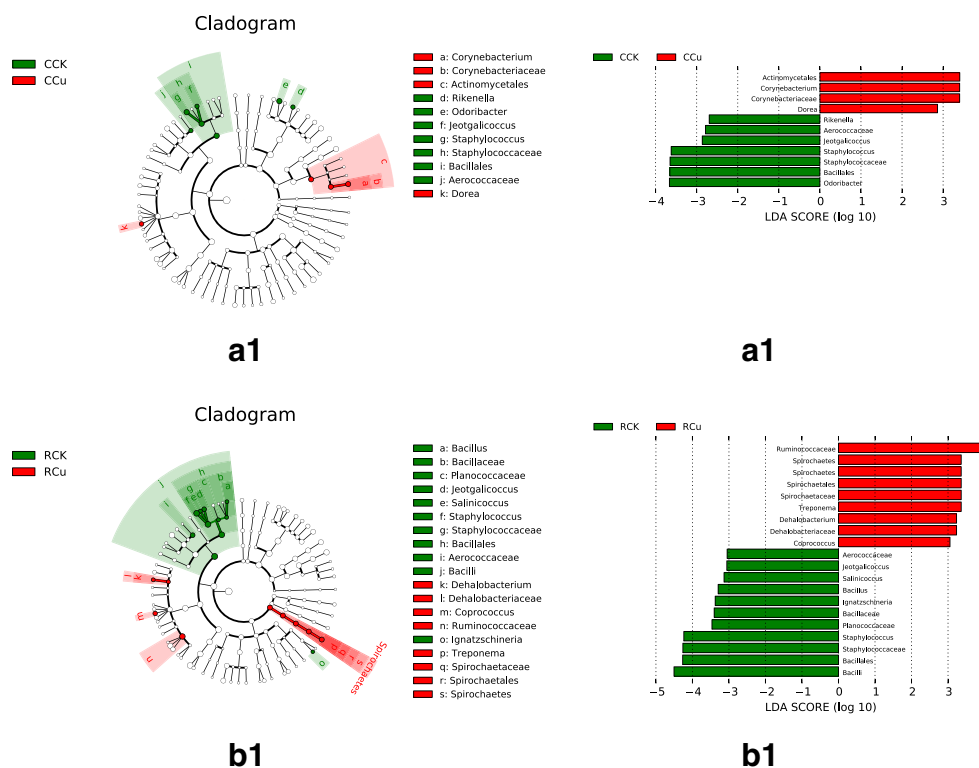 Cladogram
CCK
CCu
i
h
f
j
g
e
d
c
b
a
k
a: Corynebacterium
b: Corynebacteriaceae
c: Actinomycetales
d: Rikenella
e: Odoribacter
f: Jeotgalicoccus
g: Staphylococcus
h: Staphylococcaceae
i: Bacillales
j: Aerococcaceae
k: Dorea
a1
CCK CCu
Actinomycetales
Corynebacterium
Corynebacteriaceae
Dorea
Rikenella
Aerococcaceae
Jeotgalicoccus
Staphylococcus
Staphylococcaceae
Bacillales
Odoribacter
−4 −3 −2 −1 0 1 2 3
LDA SCORE (log 10)
a1
Cladogram
RCK
RCu
j
h
g c b
i f e d a
l k
m
n
o
p
q
r
s
Spirochaetes
a: Bacillus
b: Bacillaceae
c: Planococcaceae
d: Jeotgalicoccus
e: Salinicoccus
f: Staphylococcus
g: Staphylococcaceae
h: Bacillales
i: Aerococcaceae
j: Bacilli
k: Dehalobacterium
l: Dehalobacteriaceae
m: Coprococcus
n: Ruminococcaceae
o: Ignatzschineria
p: Treponema
q: Spirochaetaceae
r: Spirochaetales
s: Spirochaetes
b1
RCK RCu
Ruminococcaceae
Spirochaetes
Spirochaetes
Spirochaetales
Spirochaetaceae
Treponema
Dehalobacterium
Dehalobacteriaceae
Coprococcus
Aerococcaceae
Jeotgalicoccus
Salinicoccus
Bacillus
Ignatzschineria
Bacillaceae
Planococcaceae
Staphylococcus
Staphylococcaceae
Bacillales
Bacilli
−5 −4 −3 −2 −1 0 1 2 3
LDA SCORE (log 10)
b1